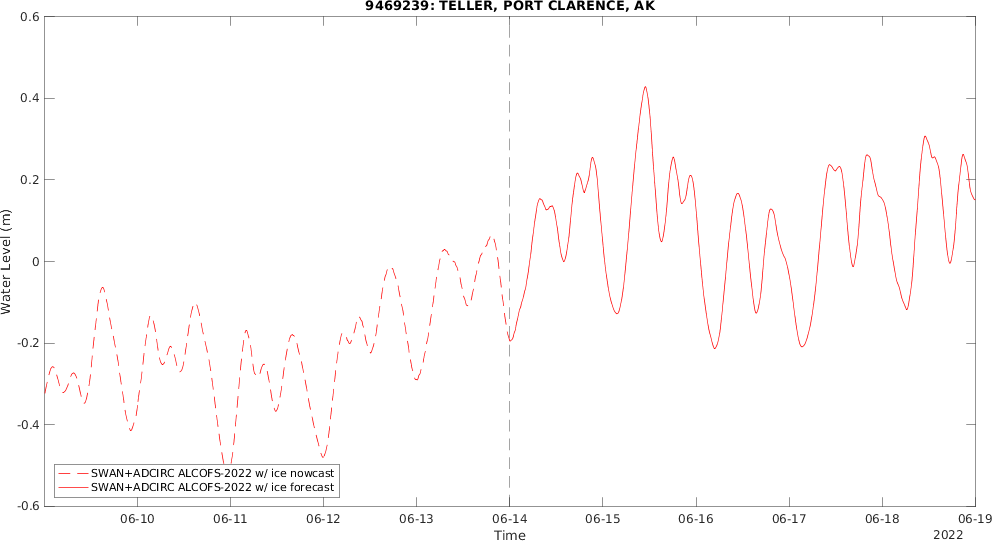 9469239: TELLER, PORT CLARENCE, AK
Water Level (m)
0.6
0.4
0.2
0
-0.2
-0.4
-0.6
SWAN+ADCIRC ALCOFS-2022 w/ ice nowcast
SWAN+ADCIRC ALCOFS-2022 w/ ice forecast
06-10 06-11 06-12 06-13 06-14 06-15 06-16 06-17 06-18 06-19
Time
2022